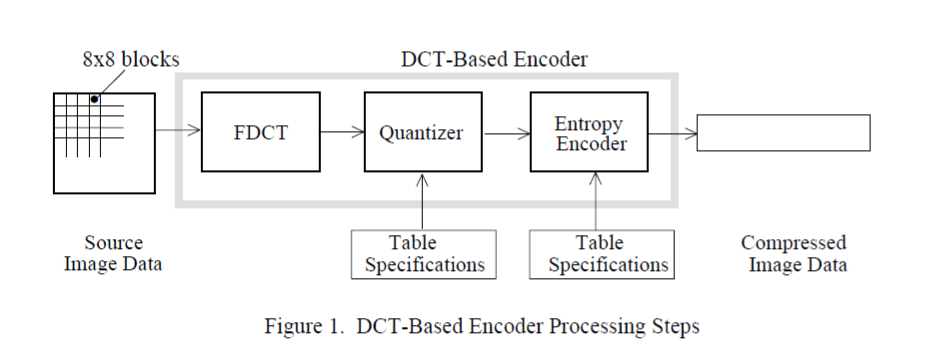 8x8 blocks
DCT-Based Encoder
FDCT
Quantizer
Entropy
Encoder
Source
Image Data
Table
Specifications
Table
Specifications
Compressed
Image Data
Figure 1. DCT-Based Encoder Processing Steps